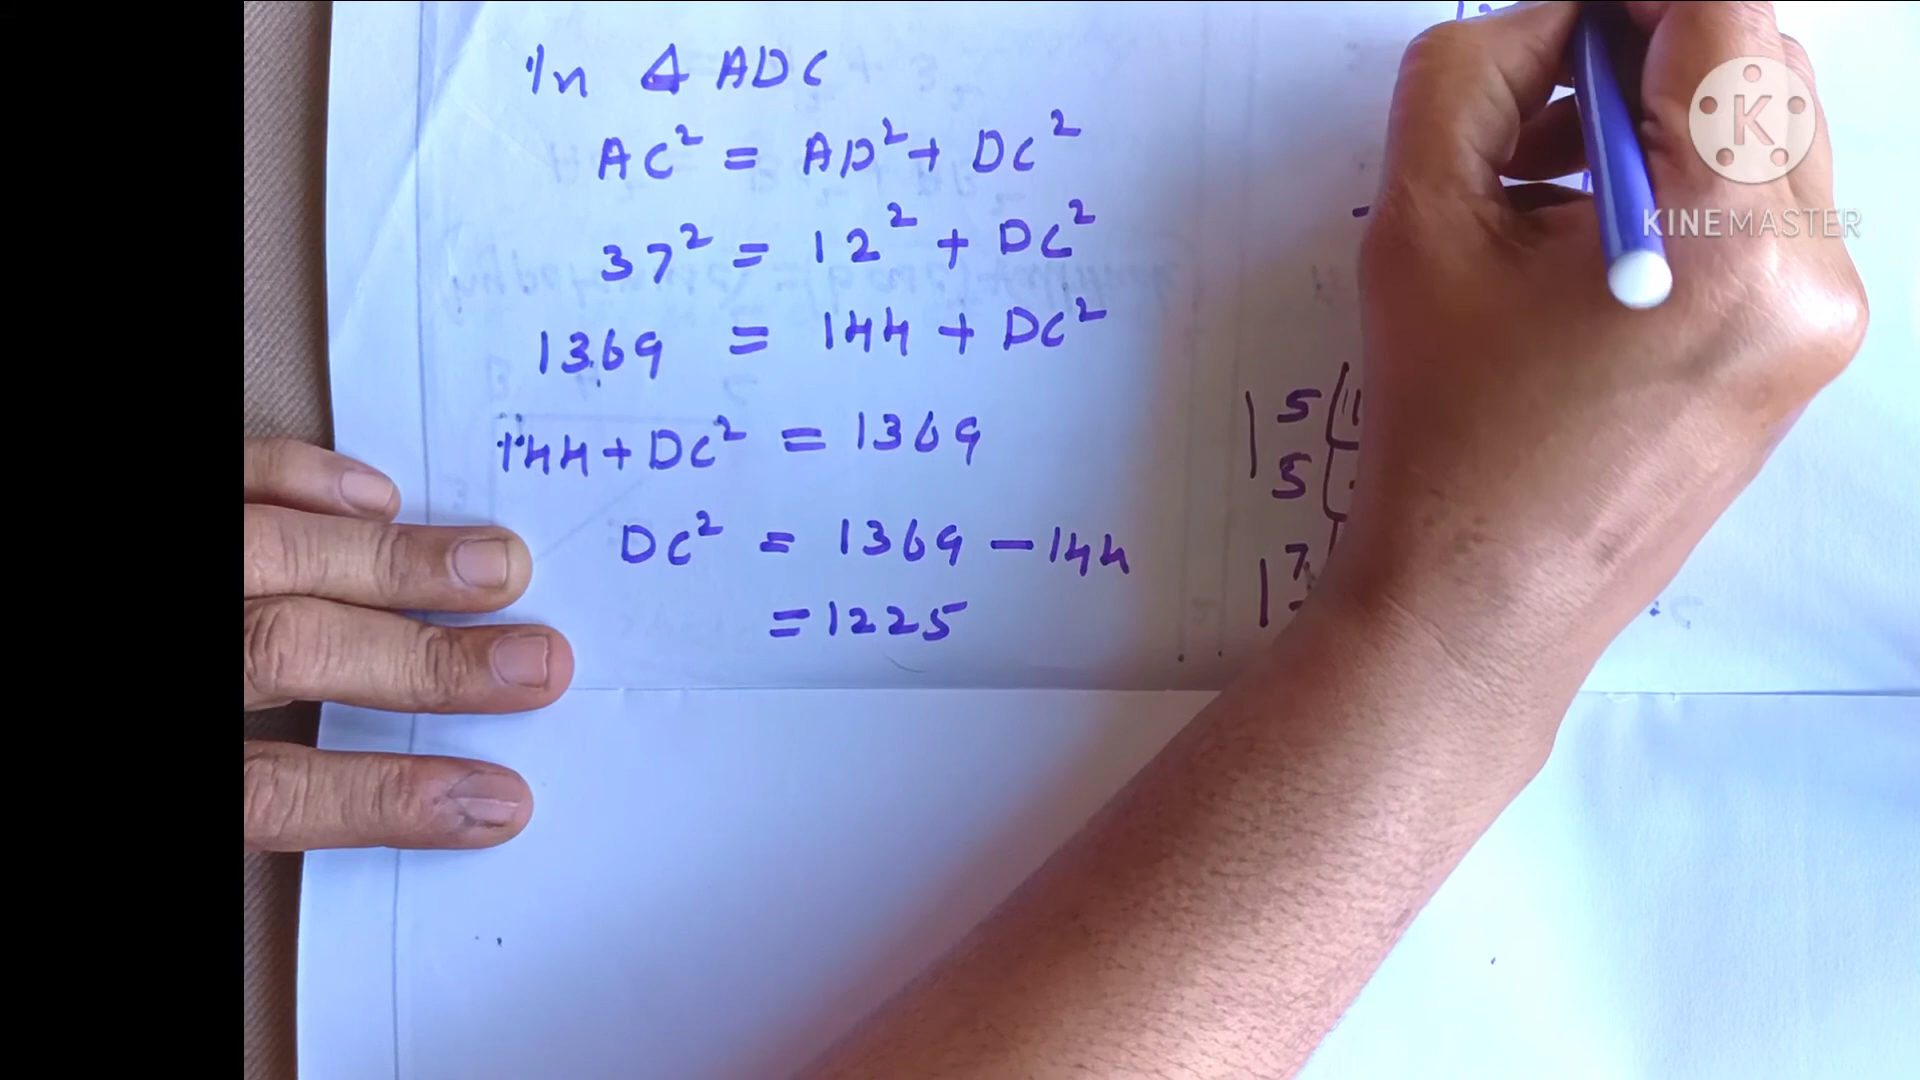 In Δ ADC
AC² = AD² + DC²
37² = 12² + DC²
1369 = 144 + DC²
144 + DC² = 1369
DC² = 1369 - 144
= 1225
5
5
7
K
KINEMASTER